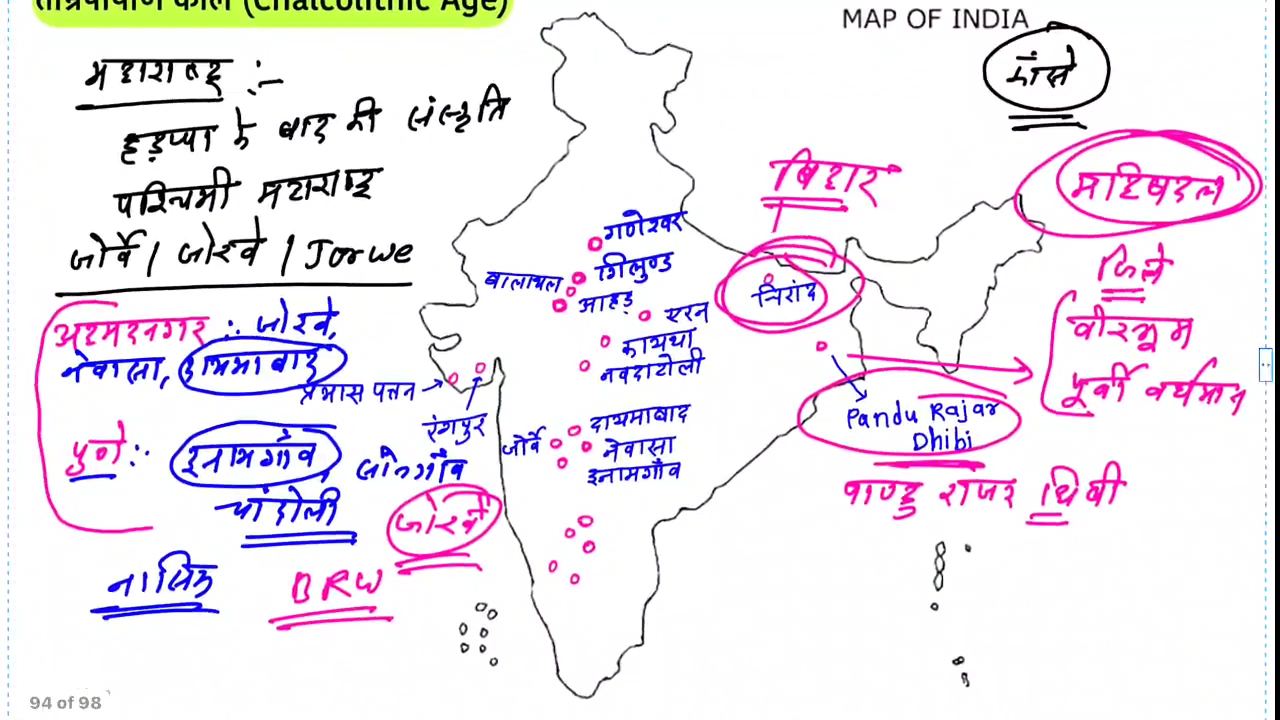 ताम्रपाषाण काल (Chalcolithic Age)
MAP OF INDIA
महाराष्ट्र :-
हड़प्पा के बाद की संस्कृति
पश्चिमी महाराष्ट्र
जोर्वे / जोरवे / Jorwe
अहमदनगर :. जोरवे,
नेवासा, दायमाबाद
पुणे :.
इनामगाँव, सोनगाँव
चांदोली
जोरवे
नासिक
BRW
गणेश्वर
बालाथल
गिलुण्ड
आहड़
एरन
कायथा
नवदाटोली
प्रभास पत्तन
रंगपुर
दायमाबाद
जोर्वे
नेवासा
इनामगाँव
बिहार
चिरांद
Pandu Rajar
Dhibi
पाण्डु राजर धिबी
महिषदल
जिले
वीरभूम
पूर्वी वर्धमान
94 of 98